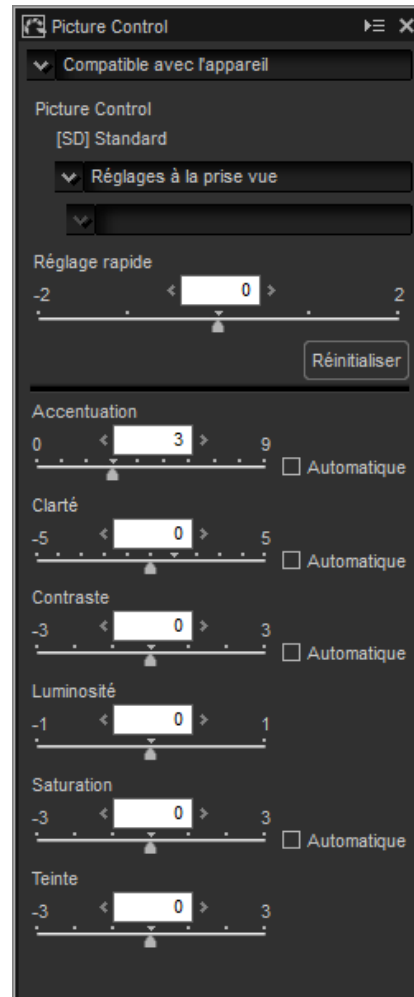 Picture Control
Compatible avec l'appareil
Picture Control
[SD] Standard
Réglages à la prise vue
Réglage rapide
-2 0 2
Réinitialiser
Accentuation
0 3 9
Automatique
Clarté
-5 0 5
Automatique
Contraste
-3 0 3
Automatique
Luminosité
-1 0 1
Saturation
-3 0 3
Automatique
Teinte
-3 0 3